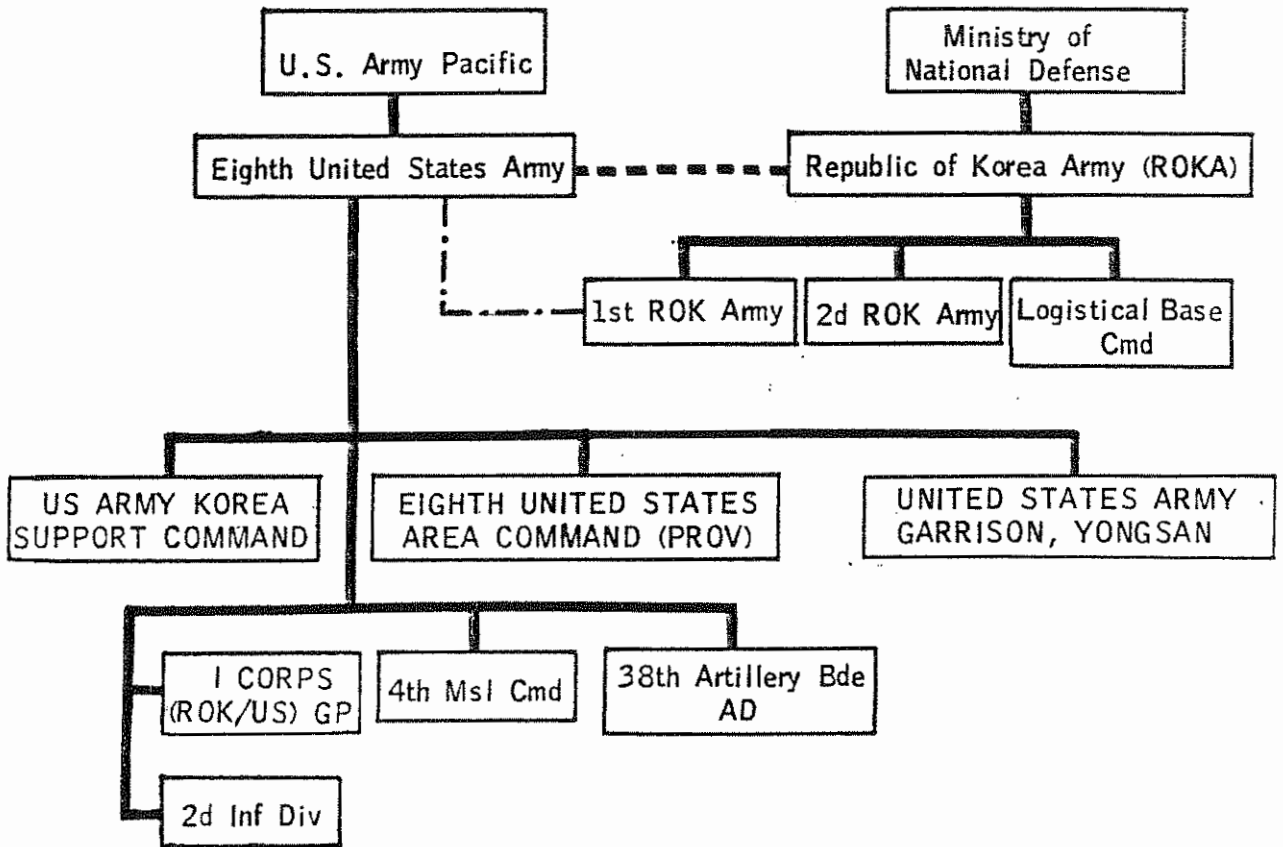 U.S. Army Pacific
Ministry of
National Defense
Eighth United States Army
Republic of Korea Army (ROKA)
1st ROK Army
2d ROK Army
Logistical Base
Cmd
US ARMY KOREA
SUPPORT COMMAND
EIGHTH UNITED STATES
AREA COMMAND (PROV)
UNITED STATES ARMY
GARRISON, YONGSAN
I CORPS
(ROK/US) GP
4th Msl Cmd
38th Artillery Bde
AD
2d Inf Div